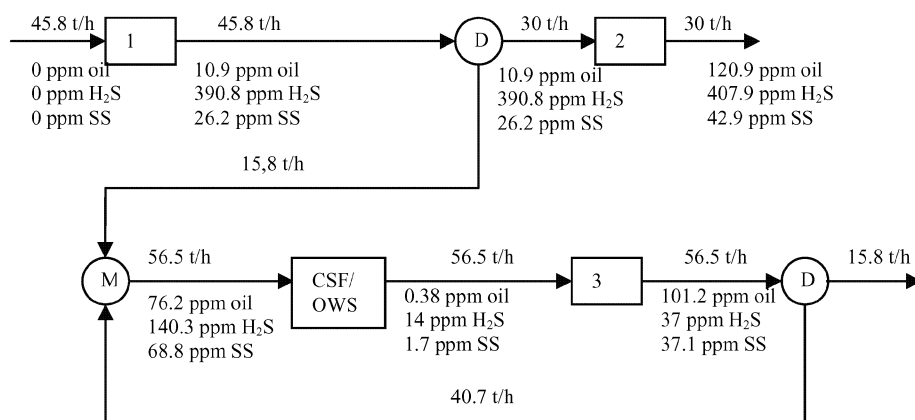 45.8 t/h 45.8 t/h 30 t/h 30 t/h
1 D 2
0 ppm oil 10.9 ppm oil 10.9 ppm oil 120.9 ppm oil
0 ppm H₂S 390.8 ppm H₂S 390.8 ppm H₂S 407.9 ppm H₂S
0 ppm SS 26.2 ppm SS 26.2 ppm SS 42.9 ppm SS
15,8 t/h
56.5 t/h 56.5 t/h 56.5 t/h 15.8 t/h
M CSF/ 3 D
OWS
76.2 ppm oil 0.38 ppm oil 101.2 ppm oil
140.3 ppm H₂S 14 ppm H₂S 37 ppm H₂S
68.8 ppm SS 1.7 ppm SS 37.1 ppm SS
40.7 t/h